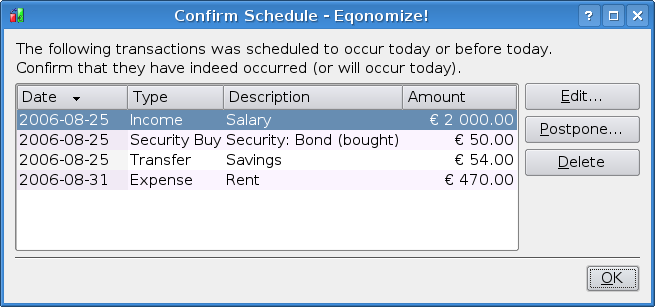 Confirm Schedule - Eqonomize!
The following transactions was scheduled to occur today or before today.
Confirm that they have indeed occurred (or will occur today).
Date Type Description Amount
2006-08-25 Income Salary € 2 000.00
2006-08-25 Security Buy Security: Bond (bought) € 50.00
2006-08-25 Transfer Savings € 54.00
2006-08-31 Expense Rent € 470.00
Edit...
Postpone...
Delete
OK